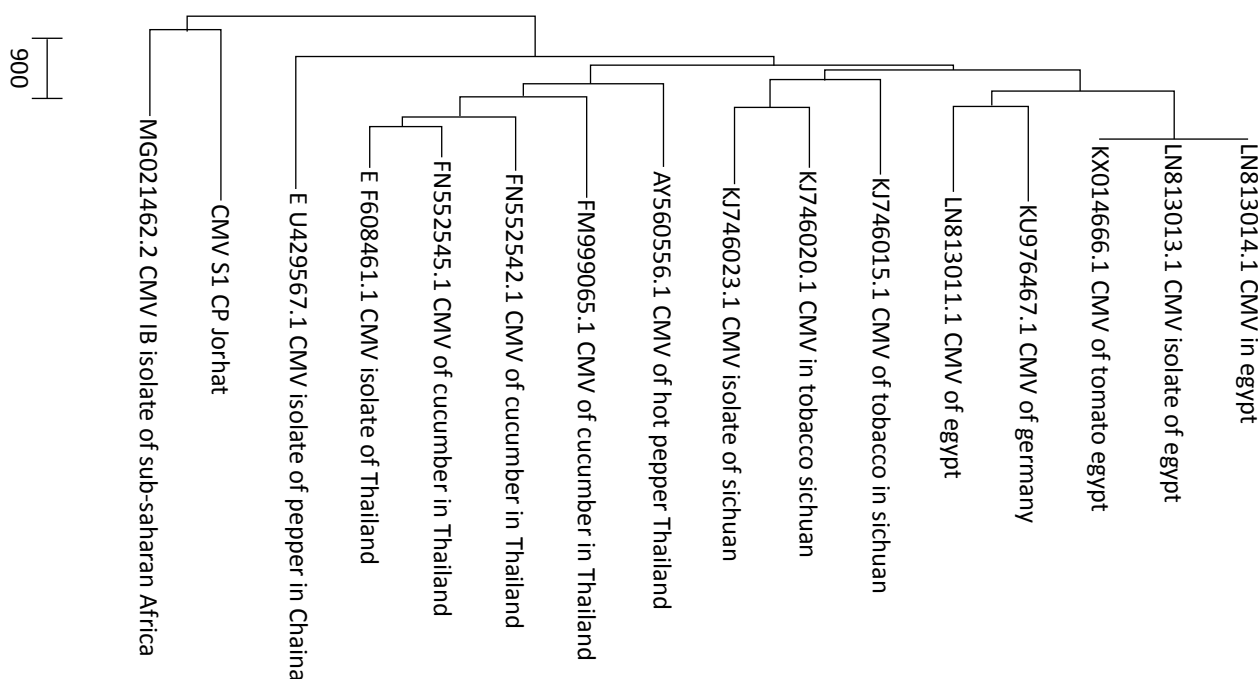 LN813014.1 CMV in egypt
LN813013.1 CMV isolate of egypt
KX014666.1 CMV of tomato egypt
KU976467.1 CMV of germany
LN813011.1 CMV of egypt
KJ746015.1 CMV of tobacco in sichuan
KJ746020.1 CMV in tobacco sichuan
KJ746023.1 CMV isolate of sichuan
AY560556.1 CMV of hot pepper Thailand
FM999065.1 CMV of cucumber in Thailand
FN552542.1 CMV of cucumber in Thailand
FN552545.1 CMV of cucumber in Thailand
E F608461.1 CMV isolate of Thailand
E U429567.1 CMV isolate of pepper in Chaina
CMV S1 CP Jorhat
MG021462.2 CMV IB isolate of sub-saharan Africa
900